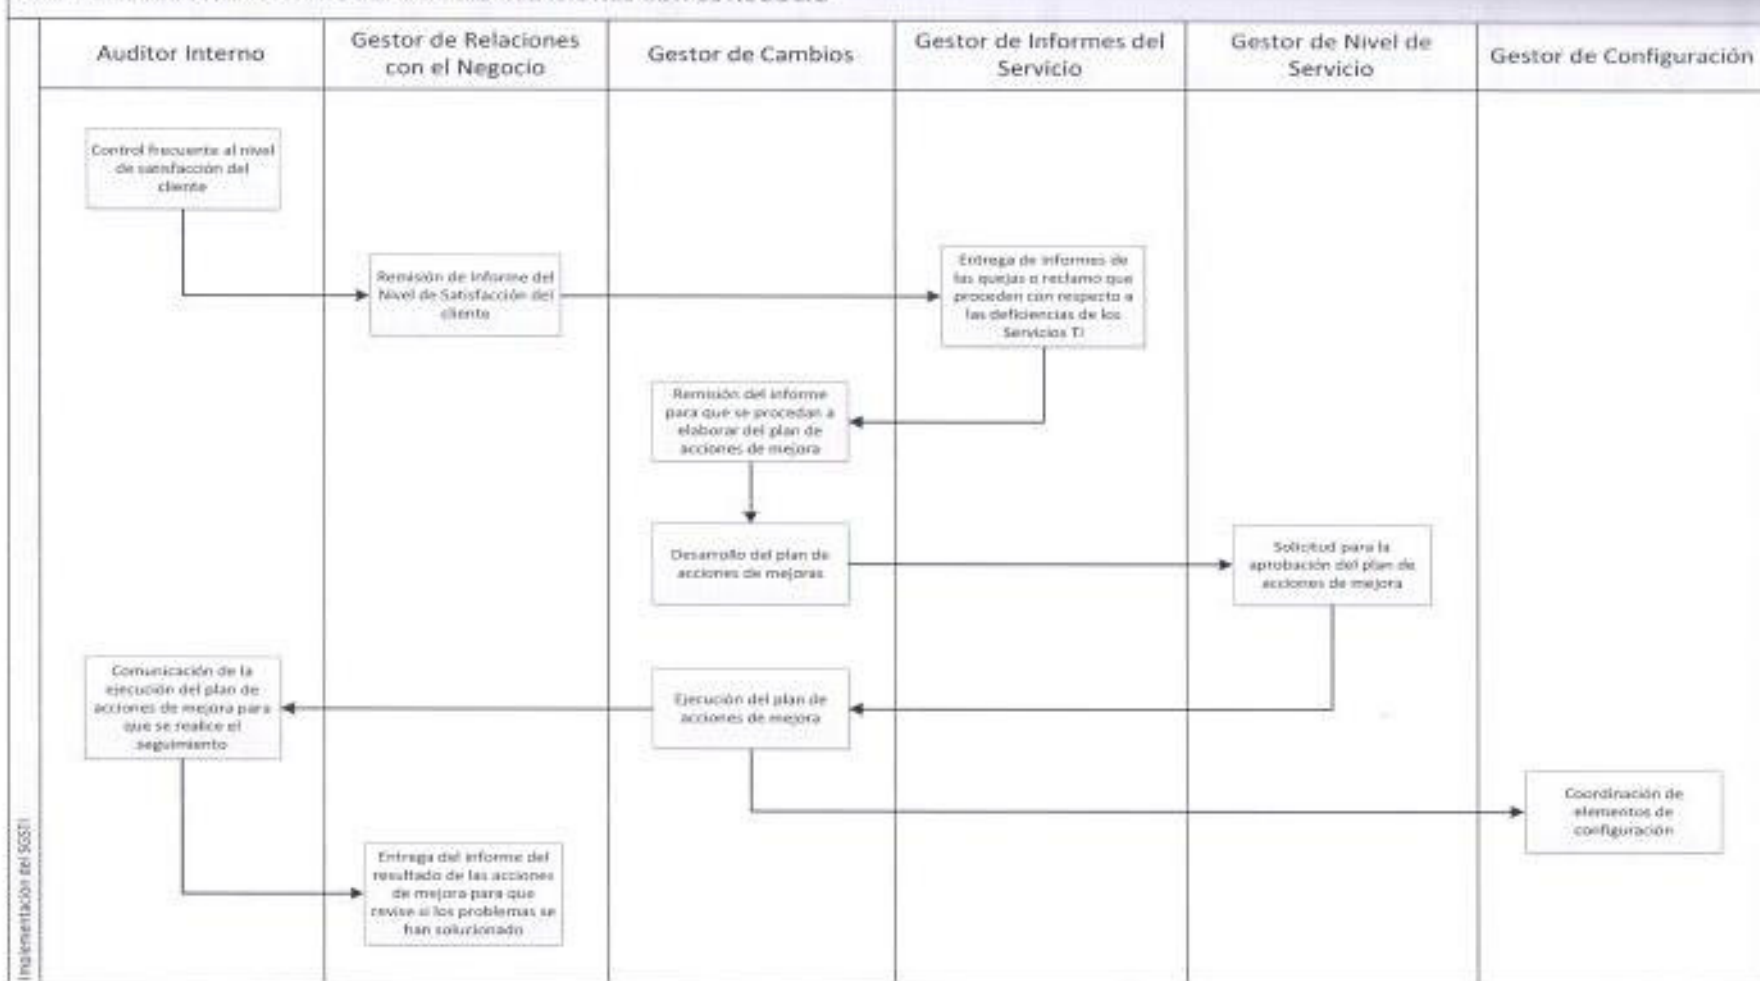 Auditor Interno
Gestor de Relaciones
con el Negocio
Gestor de Cambios
Gestor de Informes del
Servicio
Gestor de Nivel de
Servicio
Gestor de Configuración
Control frecuente al nivel
de satisfacción del
cliente
Remisión de Informe del
Nivel de Satisfacción del
cliente
Entrega de informes de
las quejas o reclamo que
procedan con respecto a
las deficiencias de los
Servicios TI
Remisión del informe
para que se procedan a
elaborar del plan de
acciones de mejora
Desarrollo del plan de
acciones de mejoras
Solicitud para la
aprobación del plan de
acciones de mejora
Comunicación de la
ejecución del plan de
acciones de mejora para
que se realice el
seguimiento
Ejecución del plan de
acciones de mejora
Coordinación de
elementos de
configuración
Entrega del informe del
resultado de las acciones
de mejora para que
revise si los problemas se
han solucionado
Implementación del SGSTI